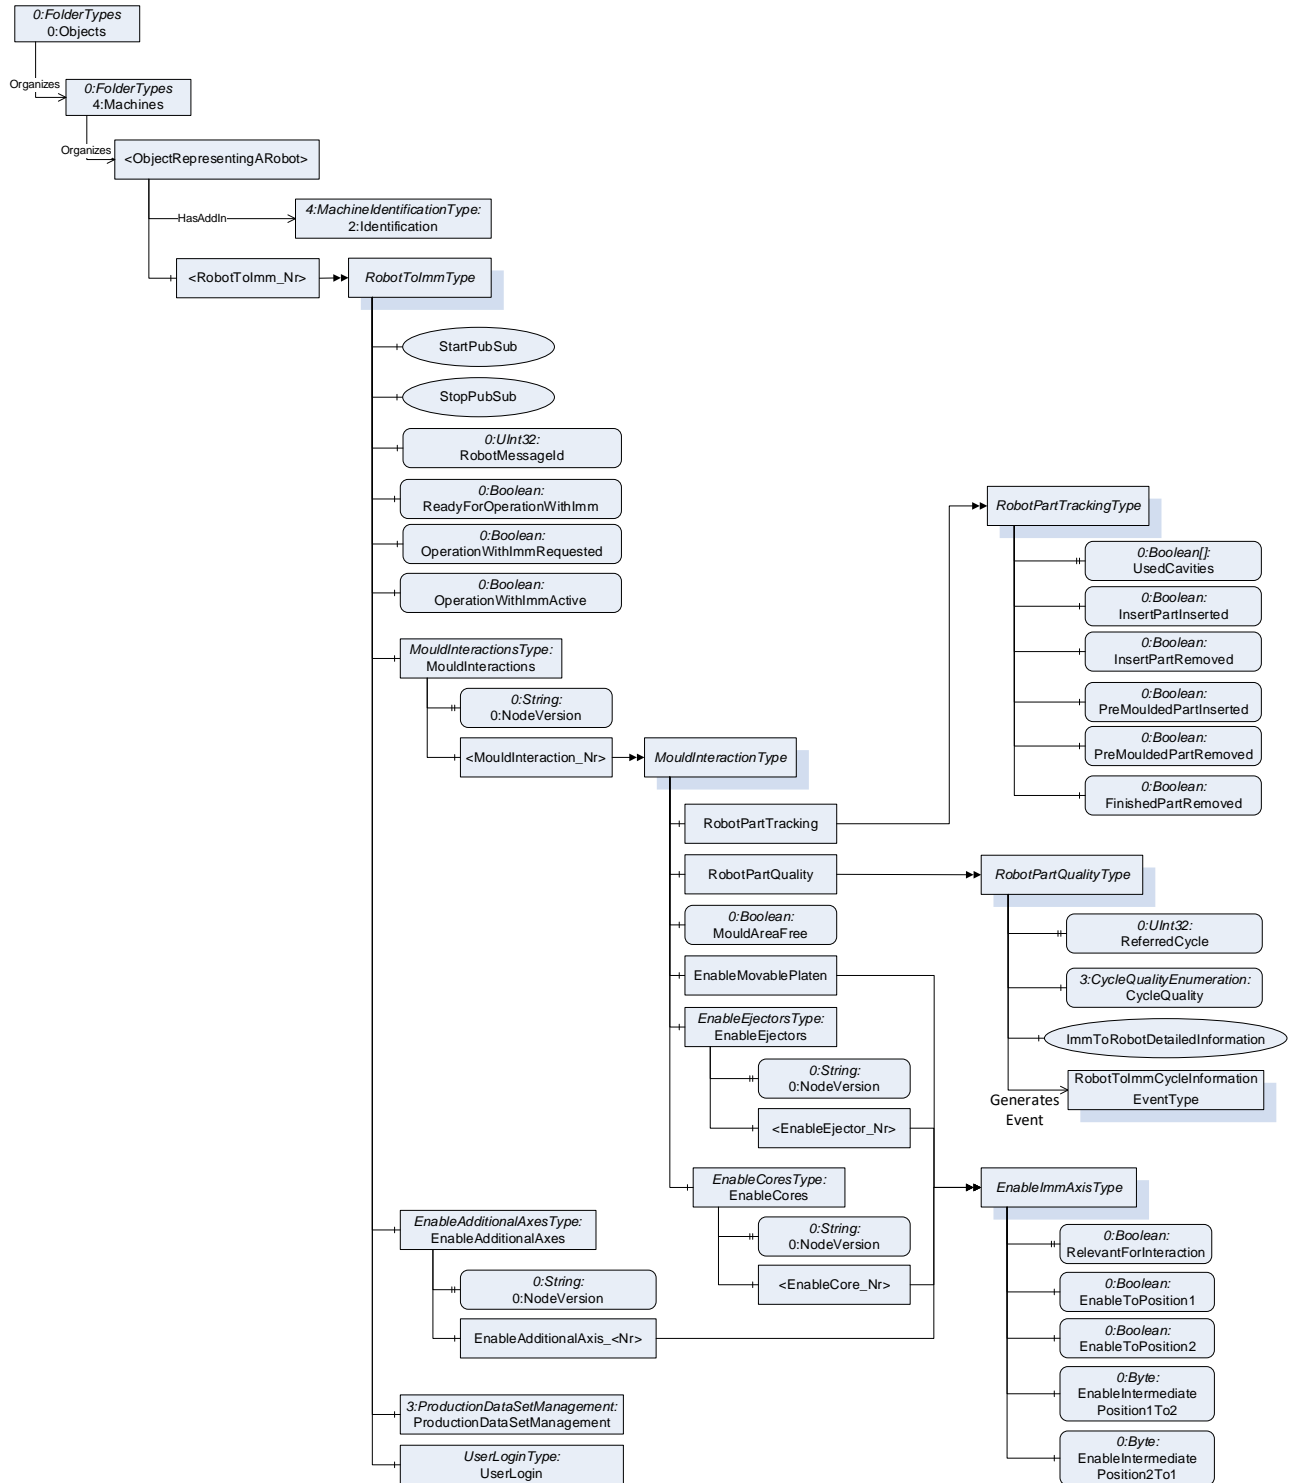 0:FolderTypes
0:Objects
Organizes
0:FolderTypes
4:Machines
Organizes
<ObjectRepresentingARobot>
HasAddIn
4:MachineIdentificationType:
2:Identification
<RobotToImm_Nr>
RobotToImmType
StartPubSub
StopPubSub
0:UInt32:
RobotMessageId
0:Boolean:
ReadyForOperationWithImm
0:Boolean:
OperationWithImmRequested
0:Boolean:
OperationWithImmActive
MouldInteractionsType:
MouldInteractions
0:String:
0:NodeVersion
<MouldInteraction_Nr>
MouldInteractionType
RobotPartTracking
RobotPartTrackingType
0:Boolean[]:
UsedCavities
0:Boolean:
InsertPartInserted
0:Boolean:
InsertPartRemoved
0:Boolean:
PreMouldedPartInserted
0:Boolean:
PreMouldedPartRemoved
0:Boolean:
FinishedPartRemoved
RobotPartQuality
RobotPartQualityType
0:UInt32:
ReferredCycle
3:CycleQualityEnumeration:
CycleQuality
ImmToRobotDetailedInformation
Generates
Event
RobotToImmCycleInformation
EventType
0:Boolean:
MouldAreaFree
EnableMovablePlaten
EnableEjectorsType:
EnableEjectors
0:String:
0:NodeVersion
<EnableEjector_Nr>
EnableCoresType:
EnableCores
0:String:
0:NodeVersion
<EnableCore_Nr>
EnableImmAxisType
0:Boolean:
RelevantForInteraction
0:Boolean:
EnableToPosition1
0:Boolean:
EnableToPosition2
0:Byte:
EnableIntermediate
Position1To2
0:Byte:
EnableIntermediate
Position2To1
EnableAdditionalAxesType:
EnableAdditionalAxes
0:String:
0:NodeVersion
EnableAdditionalAxis_<Nr>
3:ProductionDataSetManagement:
ProductionDataSetManagement
UserLoginType:
UserLogin